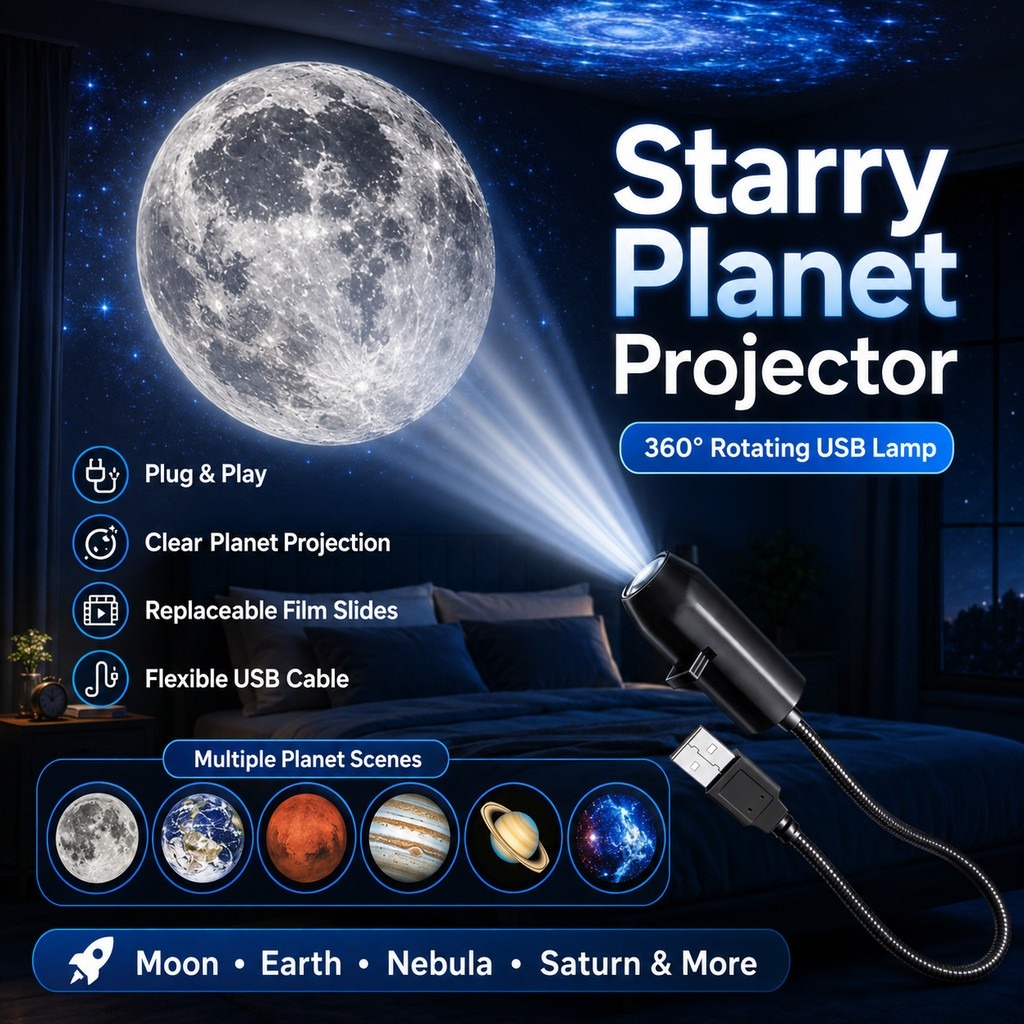 Starry
Planet
Projector
360° Rotating USB Lamp
Plug & Play
Clear Planet Projection
Replaceable Film Slides
Flexible USB Cable
Multiple Planet Scenes
Moon • Earth • Nebula • Saturn & More